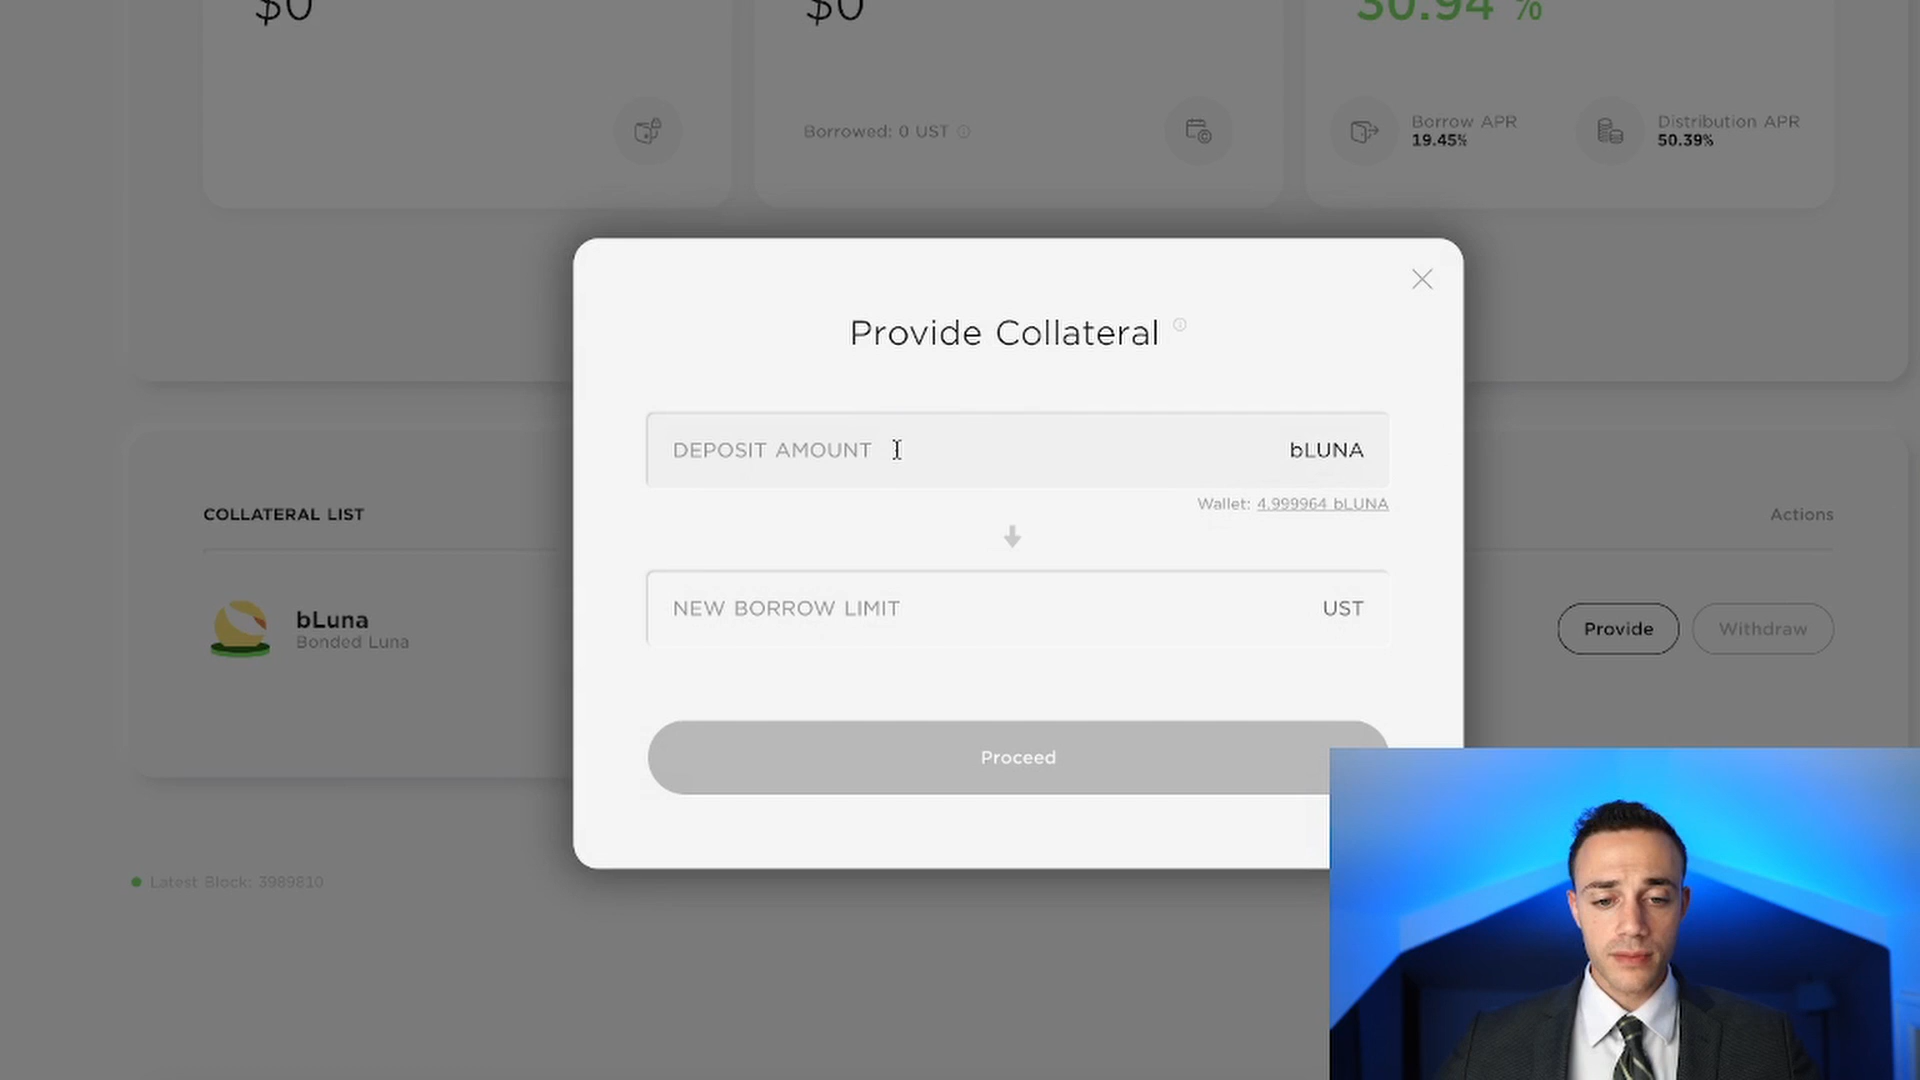 $0
$0
30.94 %
Borrowed: 0 UST
Borrow APR
19.45%
Distribution APR
50.39%
Provide Collateral
DEPOSIT AMOUNT
bLUNA
Wallet: 4.999964 bLUNA
NEW BORROW LIMIT
UST
Proceed
COLLATERAL LIST
Actions
bLuna
Bonded Luna
Provide
Withdraw
Latest Block: 3989810